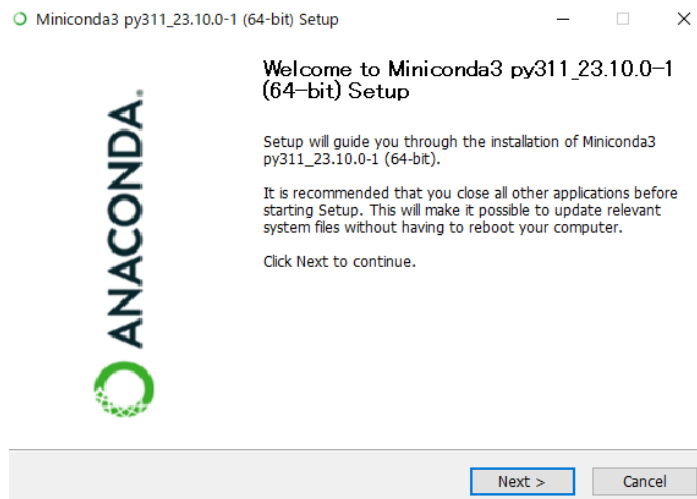 Miniconda3 py311_23.10.0-1 (64-bit) Setup
Welcome to Miniconda3 py311_23.10.0-1
(64-bit) Setup
Setup will guide you through the installation of Miniconda3
py311_23.10.0-1 (64-bit).
It is recommended that you close all other applications before
starting Setup. This will make it possible to update relevant
system files without having to reboot your computer.
Click Next to continue.
ANACONDA.
Next >
Cancel